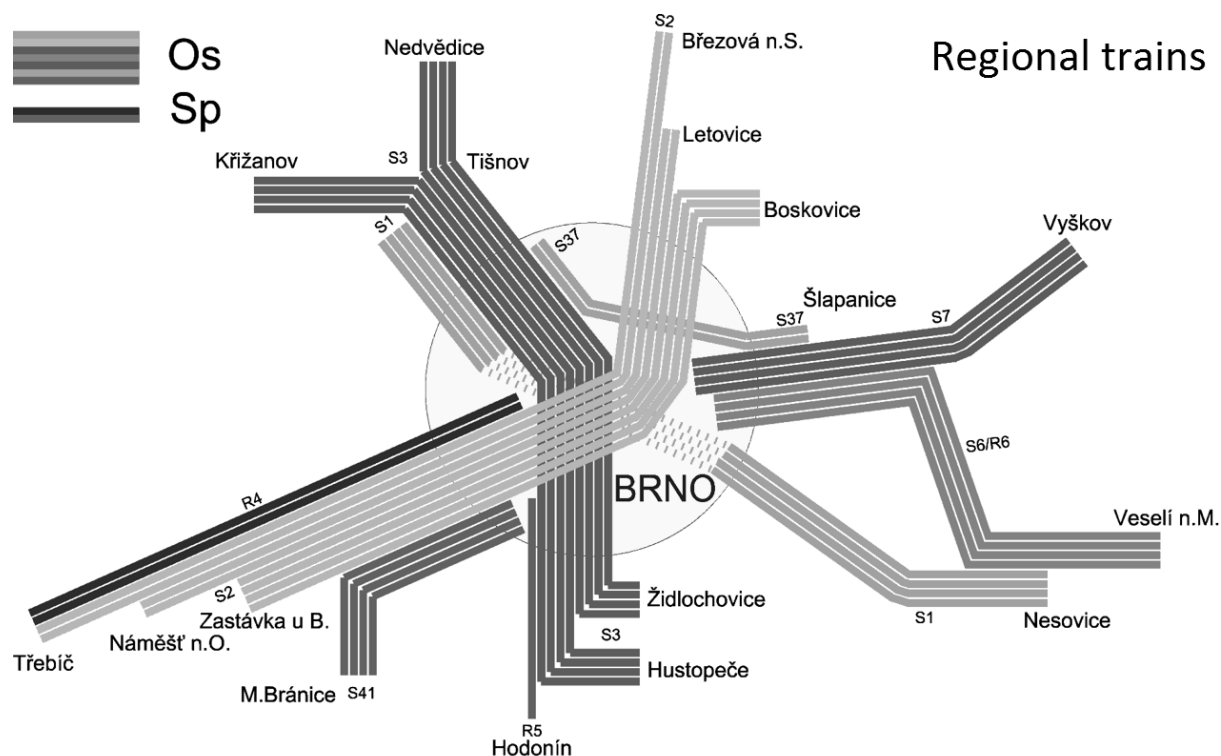 Os
Sp
Regional trains
Nedvědice
S2
Březová n.S.
Letovice
Křižanov
S3
Tišnov
Boskovice
S1
S37
Vyškov
Šlapanice
S37
S7
S6/R6
BRNO
R4
Veselí n.M.
S2
Zastávka u B.
Náměšť n.O.
Třebíč
Židlochovice
S3
S1
Nesovice
Hustopeče
M.Bránice
S41
R5
Hodonín